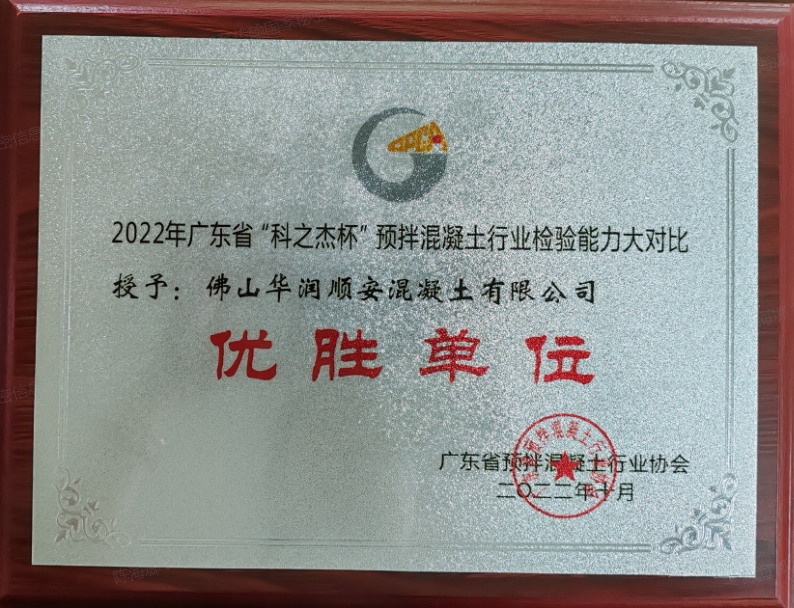 2022年广东省“科之杰杯”预拌混凝土行业检验能力大对比
授予：佛山华润顺安混凝土有限公司
优胜单位
广东省预拌混凝土行业协会
二〇二二年十月